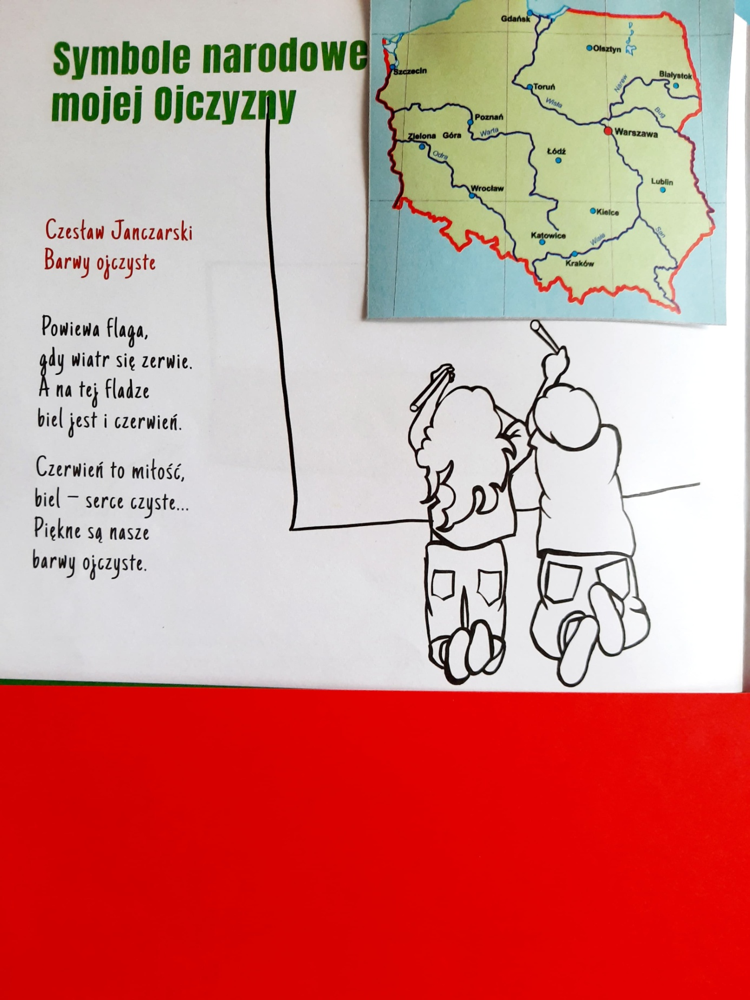 Symbole narodowe
mojej Ojczyzny
Czesław Janczarski
Barwy ojczyste
Powiewa flaga,
gdy wiatr się zerwie.
A na tej fladze
biel jest i czerwień.
Czerwień to miłość,
biel – serce czyste...
Piękne są nasze
barwy ojczyste.
Gdańsk
Olsztyn
Szczecin
Białystok
Toruń
Narew
Wisła
Bug
Poznań
Warta
Warszawa
Zielona Góra
Odra
Łódź
Wrocław
Lublin
Kielce
Katowice
Wisła
San
Kraków